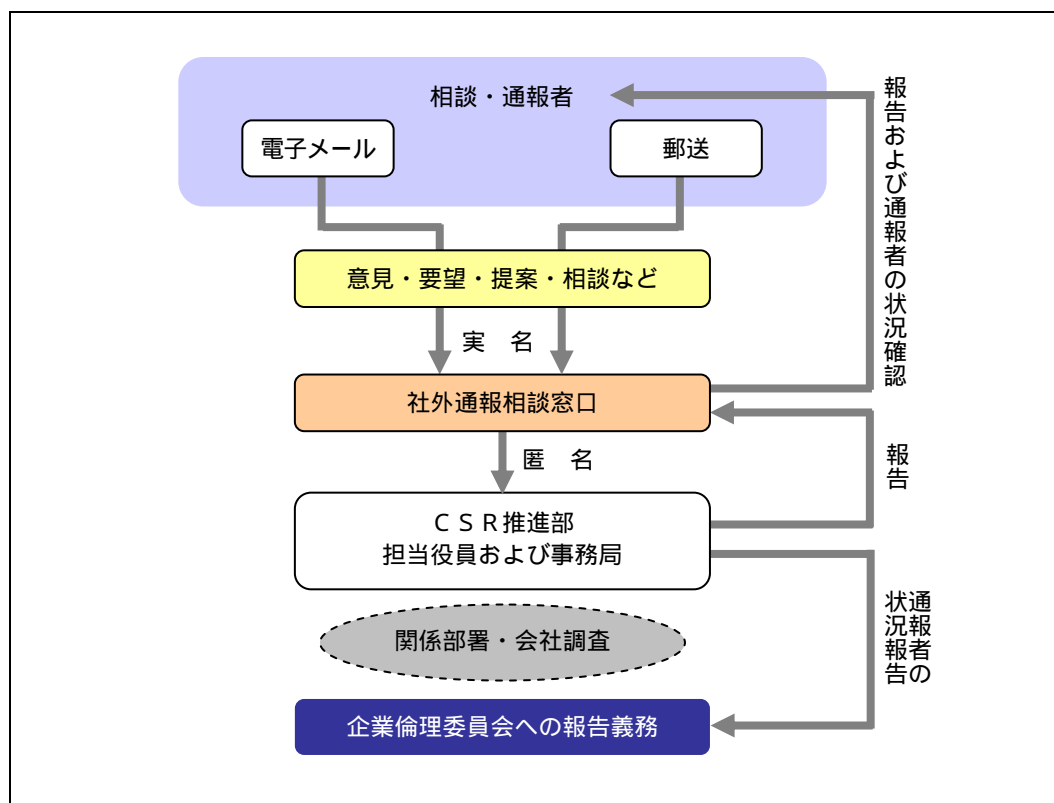 相談・通報者
電子メール
郵送
意見・要望・提案・相談など
実　名
社外通報相談窓口
匿　名
ＣＳＲ推進部
担当役員および事務局
関係部署・会社調査
企業倫理委員会への報告義務
報告および通報者の状況確認
報告
通報者の
状況報告